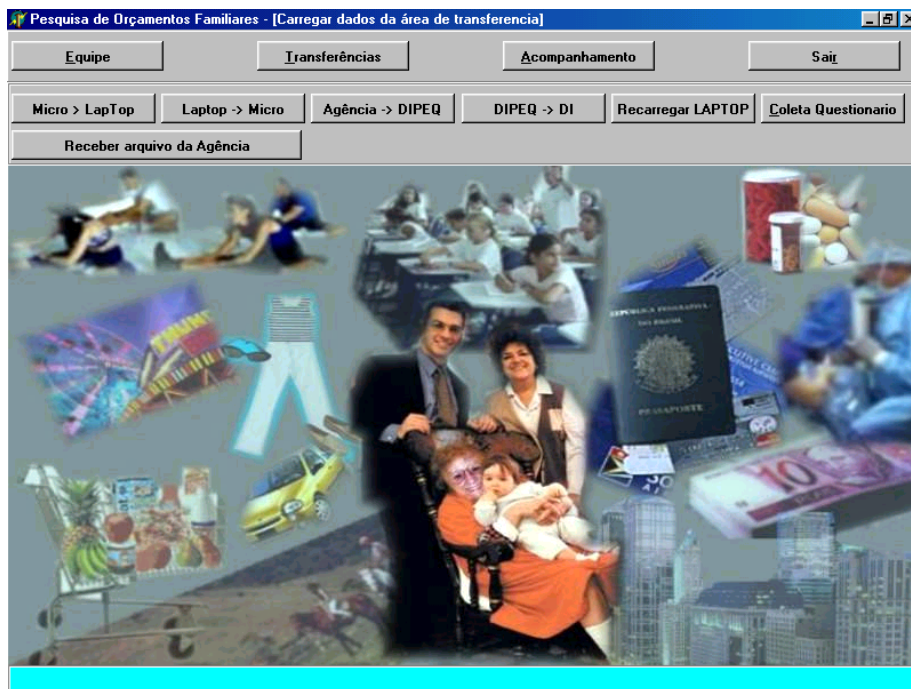 Pesquisa de Orçamentos Familiares - [Carregar dados da área de transferencia]
Equipe Transferências Acompanhamento Sair
Micro > LapTop Laptop -> Micro Agência -> DIPEQ DIPEQ -> DI Recarregar LAPTOP Coleta Questionario
Receber arquivo da Agência
REPÚBLICA FEDERATIVA
DO BRASIL
PASSAPORTE
10